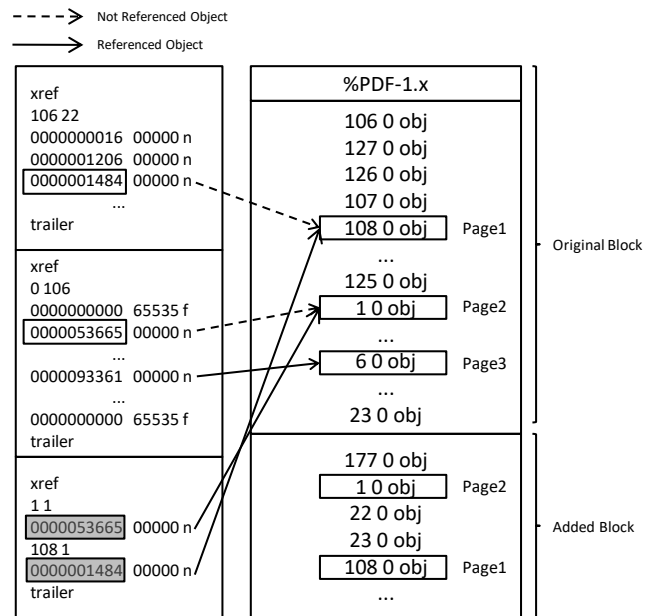 Not Referenced Object
Referenced Object
xref
106 22
0000000016 00000 n
0000001206 00000 n
0000001484 00000 n
...
trailer
xref
0 106
0000000000 65535 f
0000053665 00000 n
...
0000093361 00000 n
...
0000000000 65535 f
trailer
xref
1 1
0000053665 00000 n
108 1
0000001484 00000 n
trailer
%PDF-1.x
106 0 obj
127 0 obj
126 0 obj
107 0 obj
108 0 obj Page1
...
125 0 obj
1 0 obj Page2
...
6 0 obj Page3
...
23 0 obj
177 0 obj
1 0 obj Page2
22 0 obj
23 0 obj
108 0 obj Page1
...
Original Block
Added Block